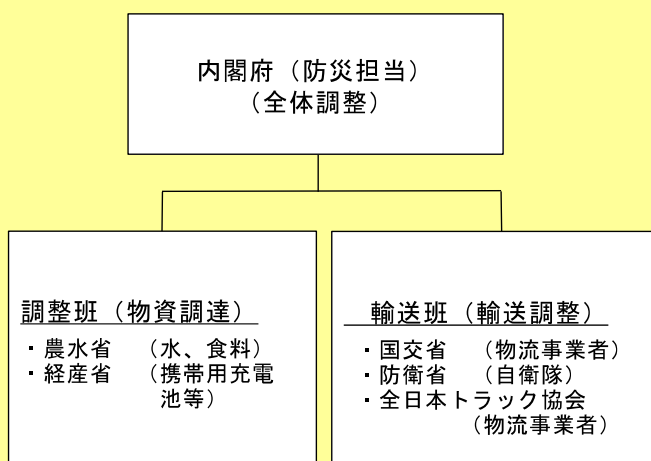 内閣府（防災担当）
（全体調整）
調整班（物資調達）
・農水省　（水、食料）
・経産省　（携帯用充電
池等）
輸送班（輸送調整）
・国交省　（物流事業者）
・防衛省　（自衛隊）
・全日本トラック協会
（物流事業者）